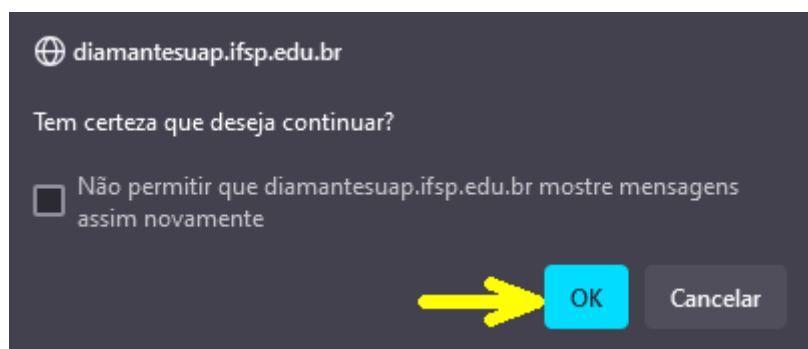 diamantesuap.ifsp.edu.br
Tem certeza que deseja continuar?
Não permitir que diamantesuap.ifsp.edu.br mostre mensagens
assim novamente
OK Cancelar